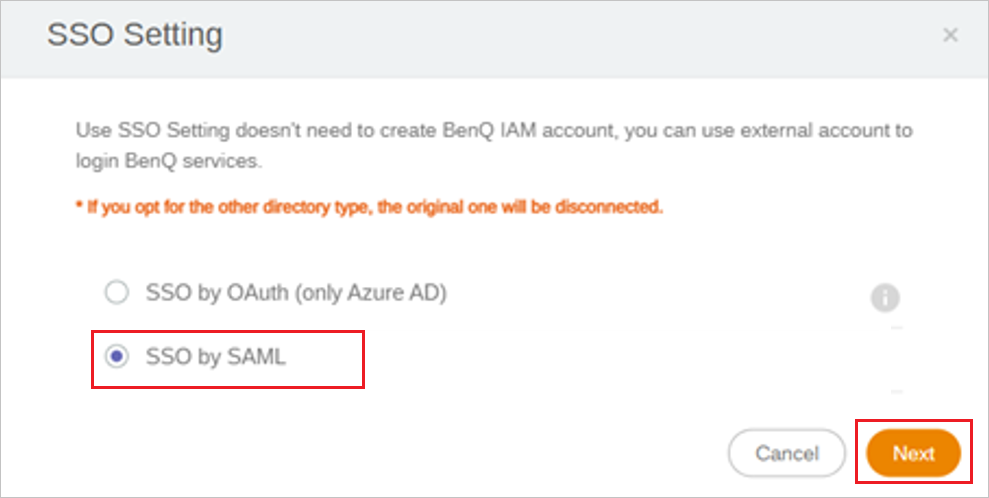 SSO Setting
Use SSO Setting doesn't need to create BenQ IAM account, you can use external account to
login BenQ services.
* If you opt for the other directory type, the original one will be disconnected.
SSO by OAuth (only Azure AD)
SSO by SAML
Cancel
Next